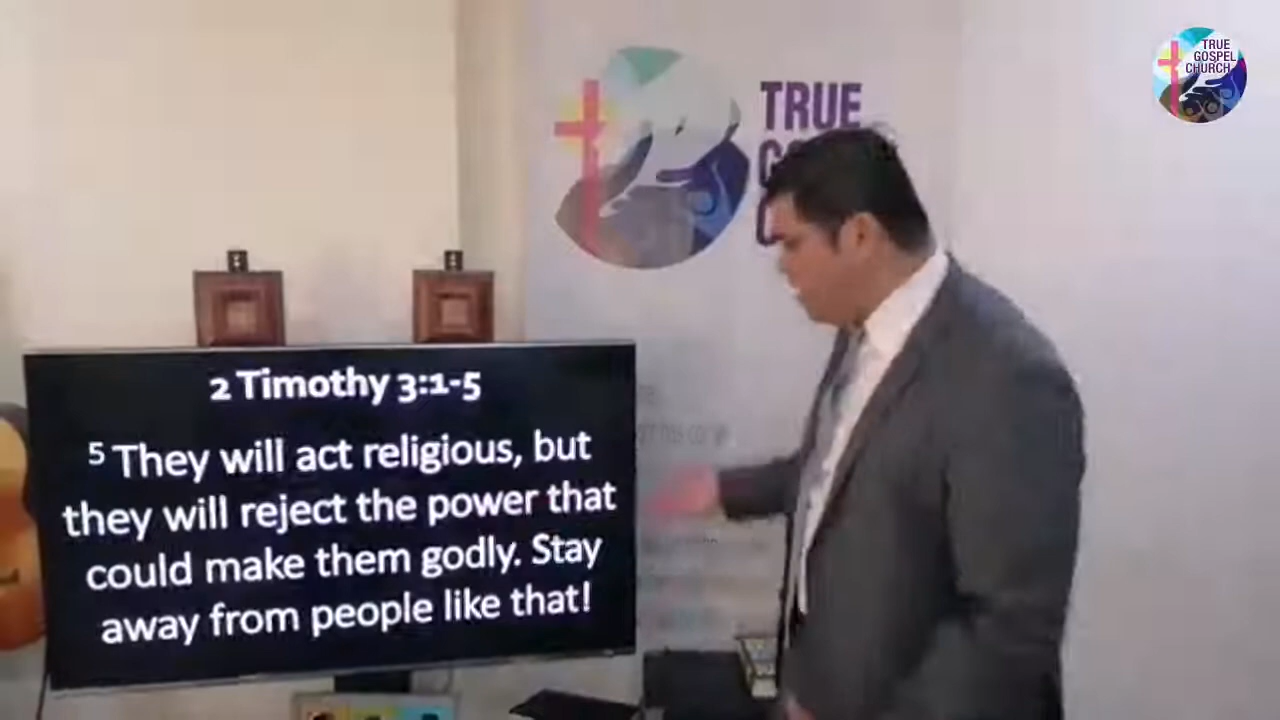 TRUE
GOSPEL
CHURCH
TRUE
2 Timothy 3:1-5
5 They will act religious, but
they will reject the power that
could make them godly. Stay
away from people like that!